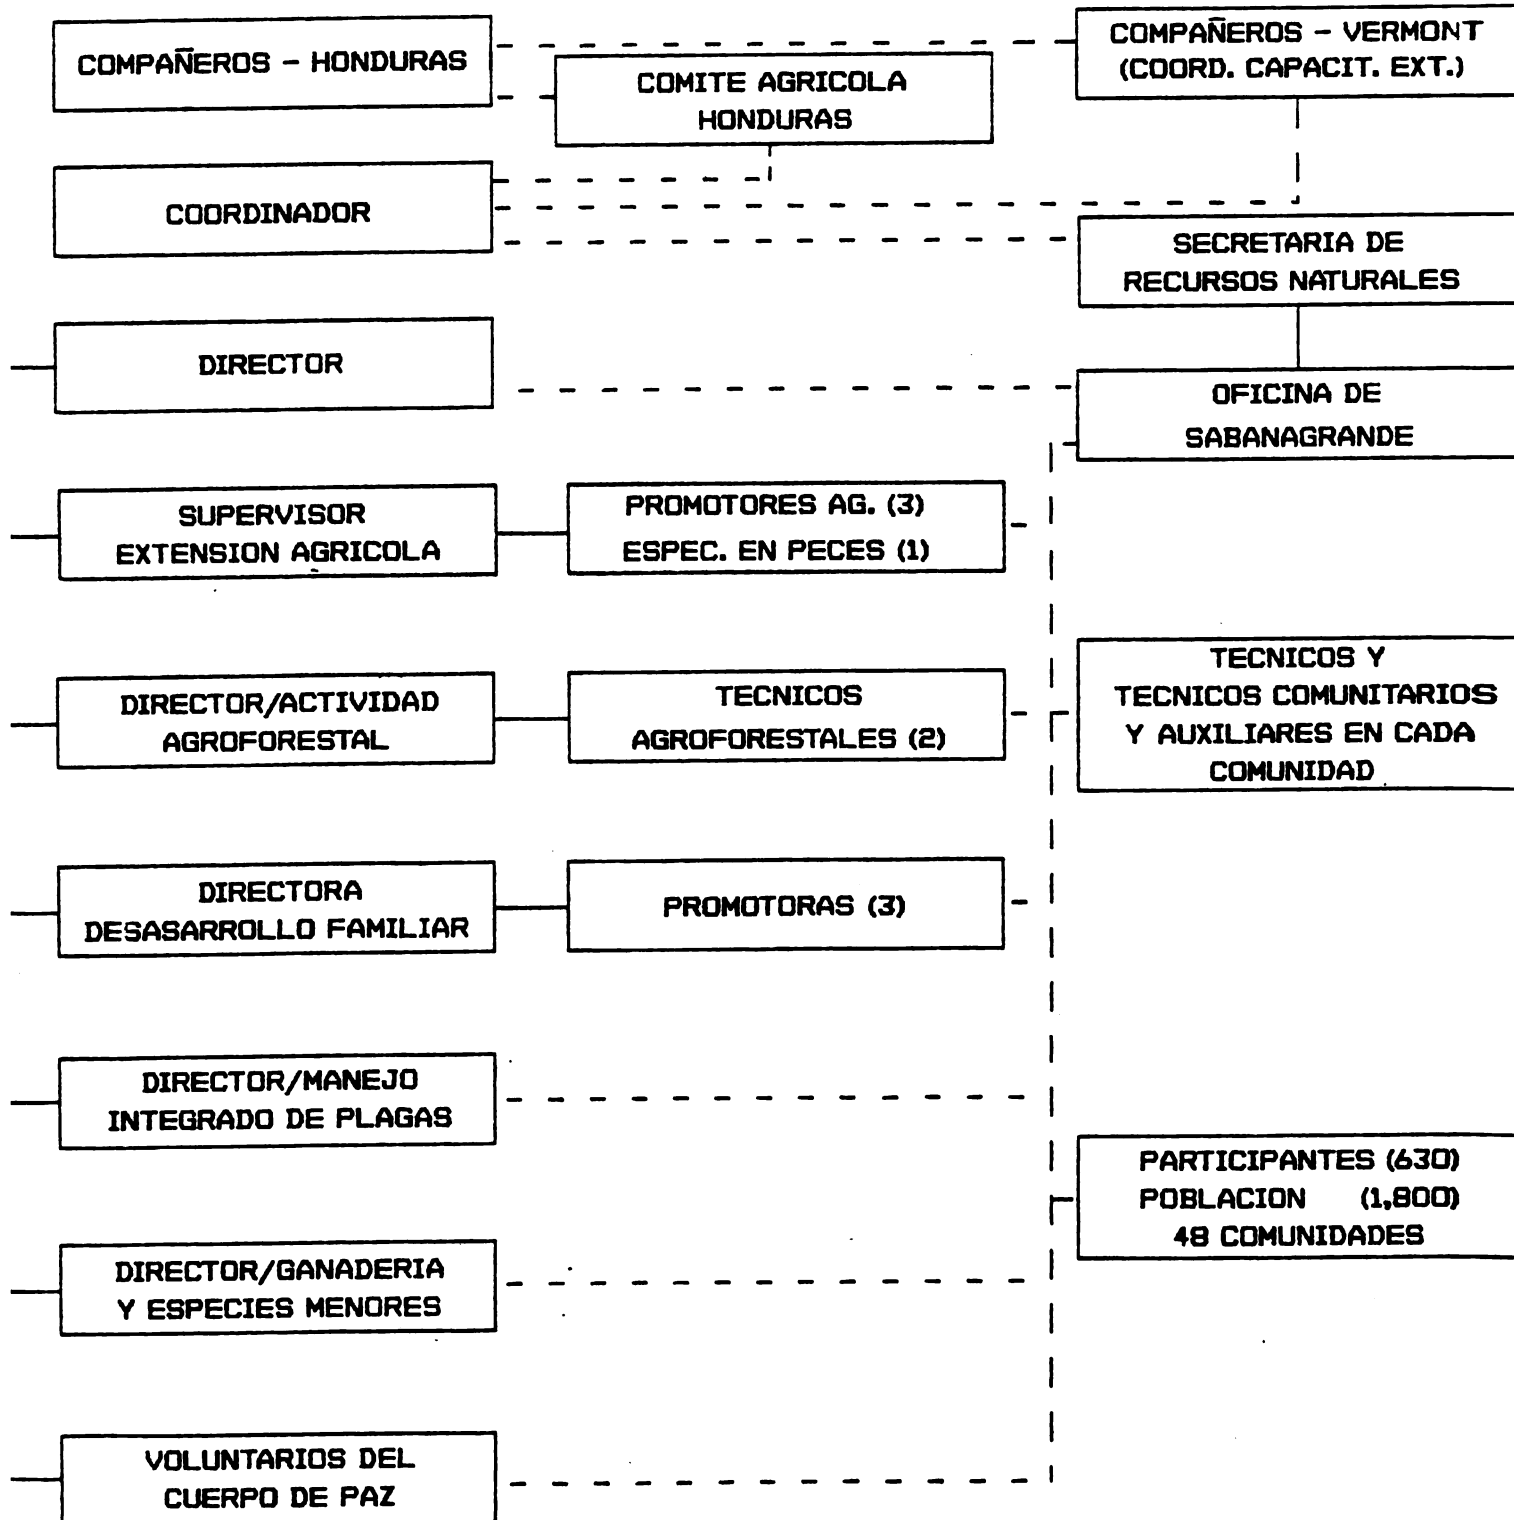 COMPAÑEROS - HONDURAS
COMITE AGRICOLA
HONDURAS
COMPAÑEROS - VERMONT
(COORD. CAPACIT. EXT.)
COORDINADOR
SECRETARIA DE
RECURSOS NATURALES
DIRECTOR
OFICINA DE
SABANAGRANDE
SUPERVISOR
EXTENSION AGRICOLA
PROMOTORES AG. (3)
ESPEC. EN PECES (1)
DIRECTOR/ACTIVIDAD
AGROFORESTAL
TECNICOS
AGROFORESTALES (2)
TECNICOS Y
TECNICOS COMUNITARIOS
Y AUXILIARES EN CADA
COMUNIDAD
DIRECTORA
DESASARROLLO FAMILIAR
PROMOTORAS (3)
DIRECTOR/MANEJO
INTEGRADO DE PLAGAS
PARTICIPANTES (630)
POBLACION (1,800)
48 COMUNIDADES
DIRECTOR/GANADERIA
Y ESPECIES MENORES
VOLUNTARIOS DEL
CUERPO DE PAZ